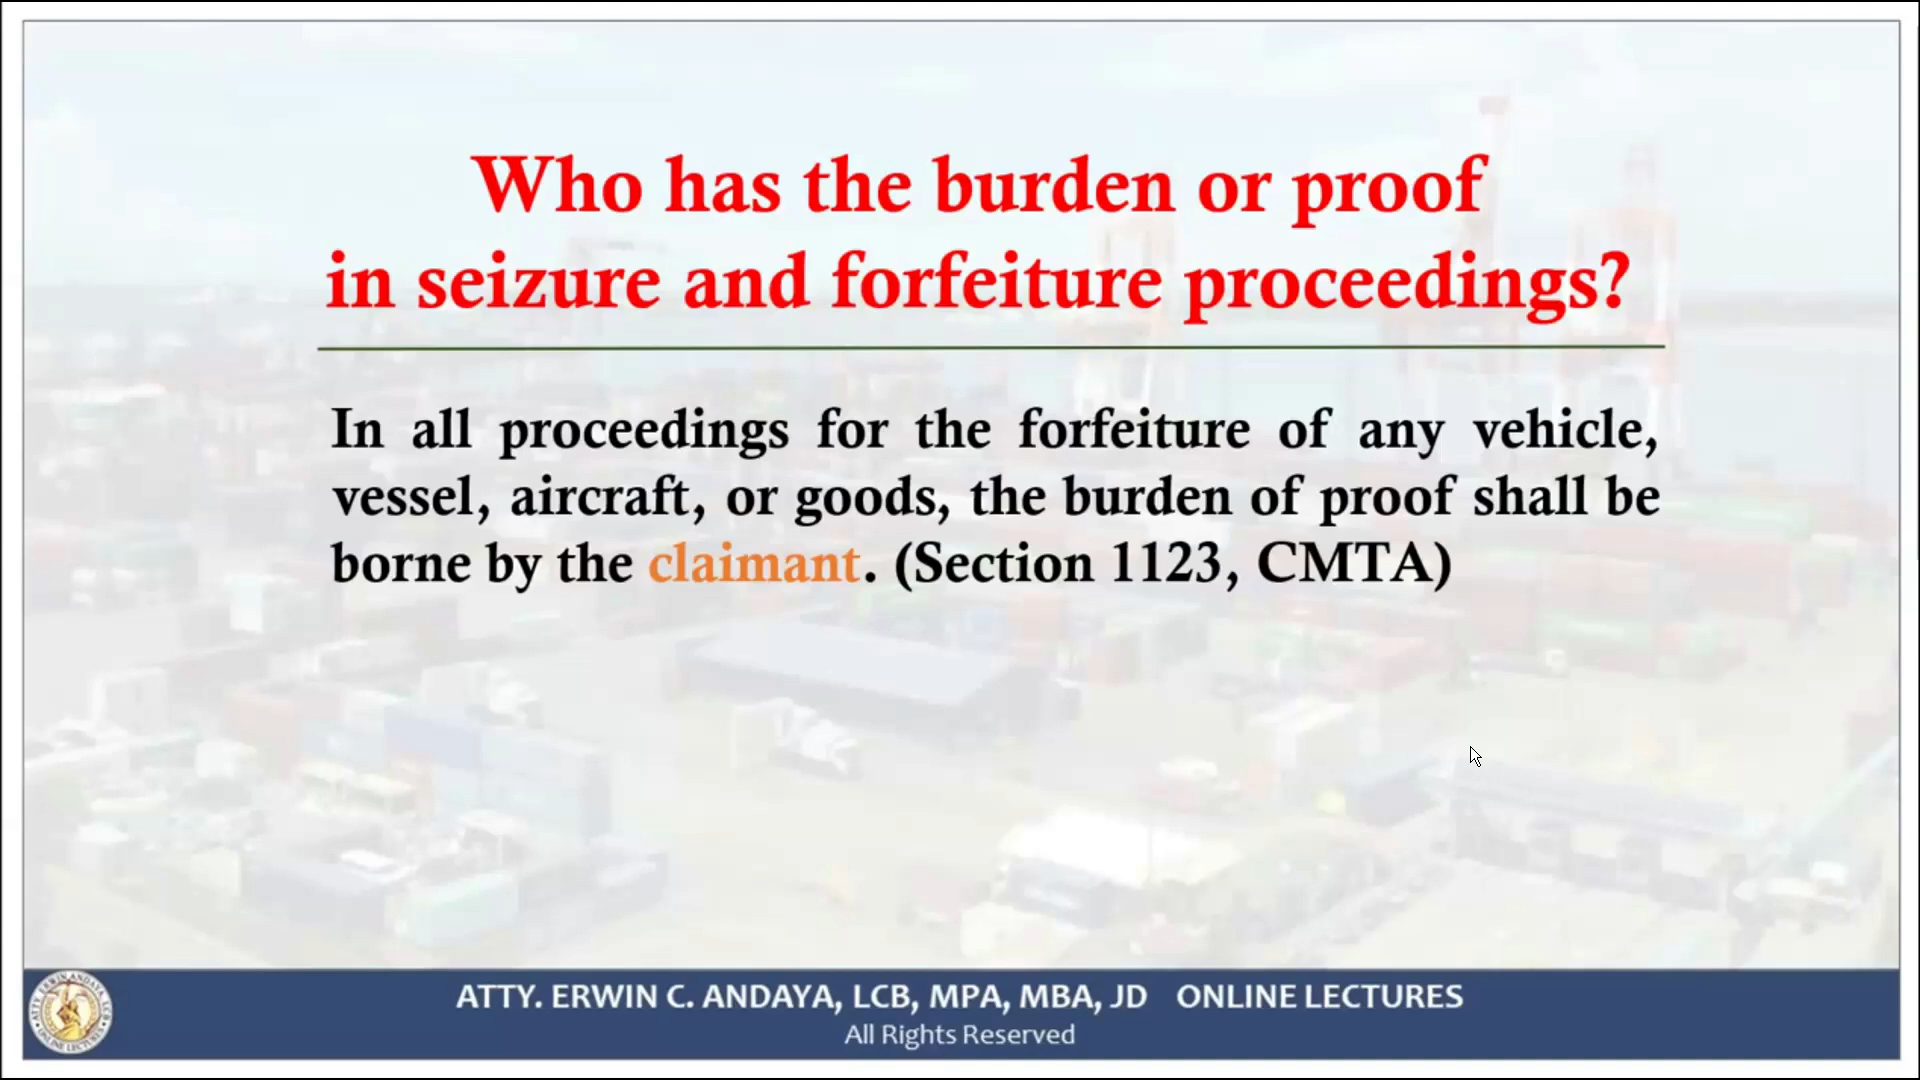 Who has the burden or proof
in seizure and forfeiture proceedings?
In all proceedings for the forfeiture of any vehicle,
vessel, aircraft, or goods, the burden of proof shall be
borne by the claimant. (Section 1123, CMTA)
ATTY. ERWIN C. ANDAYA, LCB, MPA, MBA, JD ONLINE LECTURES
All Rights Reserved